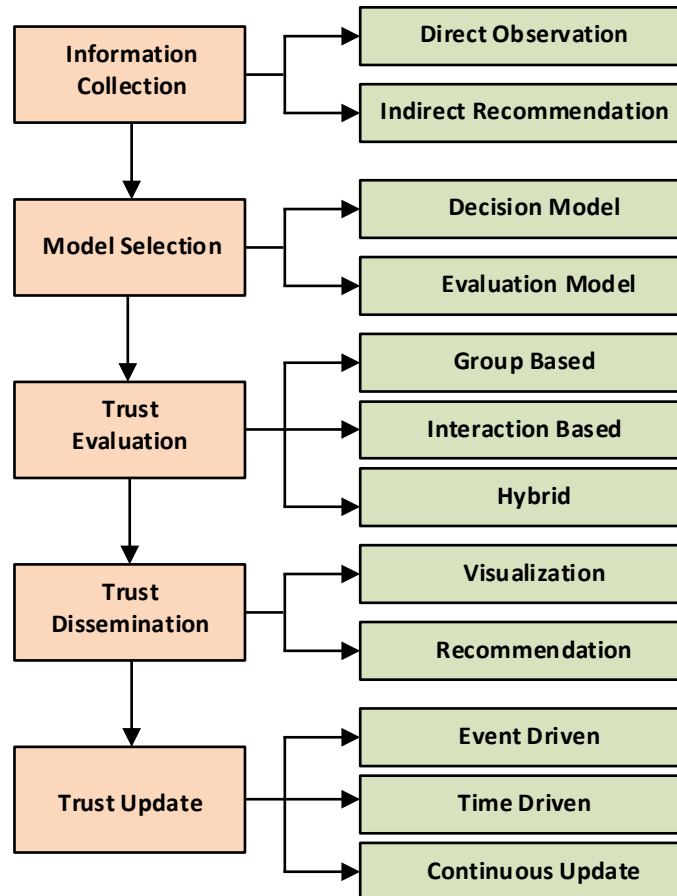 Information
Collection
Direct Observation
Indirect Recommendation
Model Selection
Decision Model
Evaluation Model
Trust
Evaluation
Group Based
Interaction Based
Hybrid
Trust
Dissemination
Visualization
Recommendation
Trust Update
Event Driven
Time Driven
Continuous Update